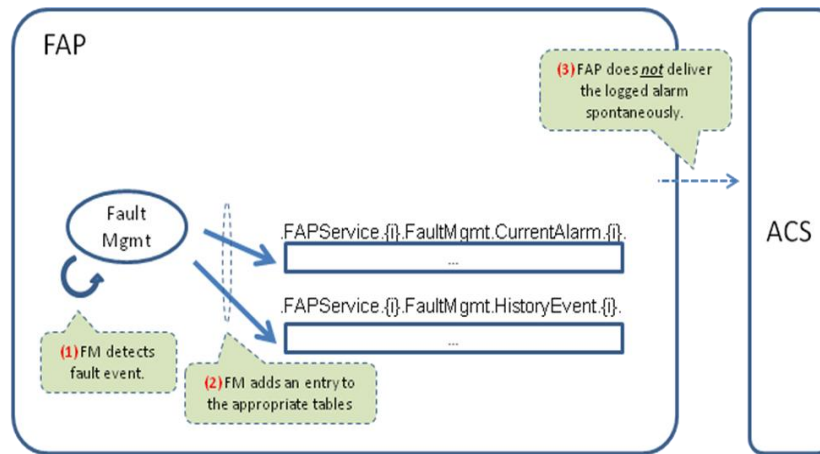 FAP
(3) FAP does not deliver
the logged alarm
spontaneously.
Fault
Mgmt
.FAPService.{i}.FaultMgmt.CurrentAlarm.{i}.
...
ACS
.FAPService.{i}.FaultMgmt.HistoryEvent.{i}.
...
(1) FM detects
fault event.
(2) FM adds an entry to
the appropriate tables